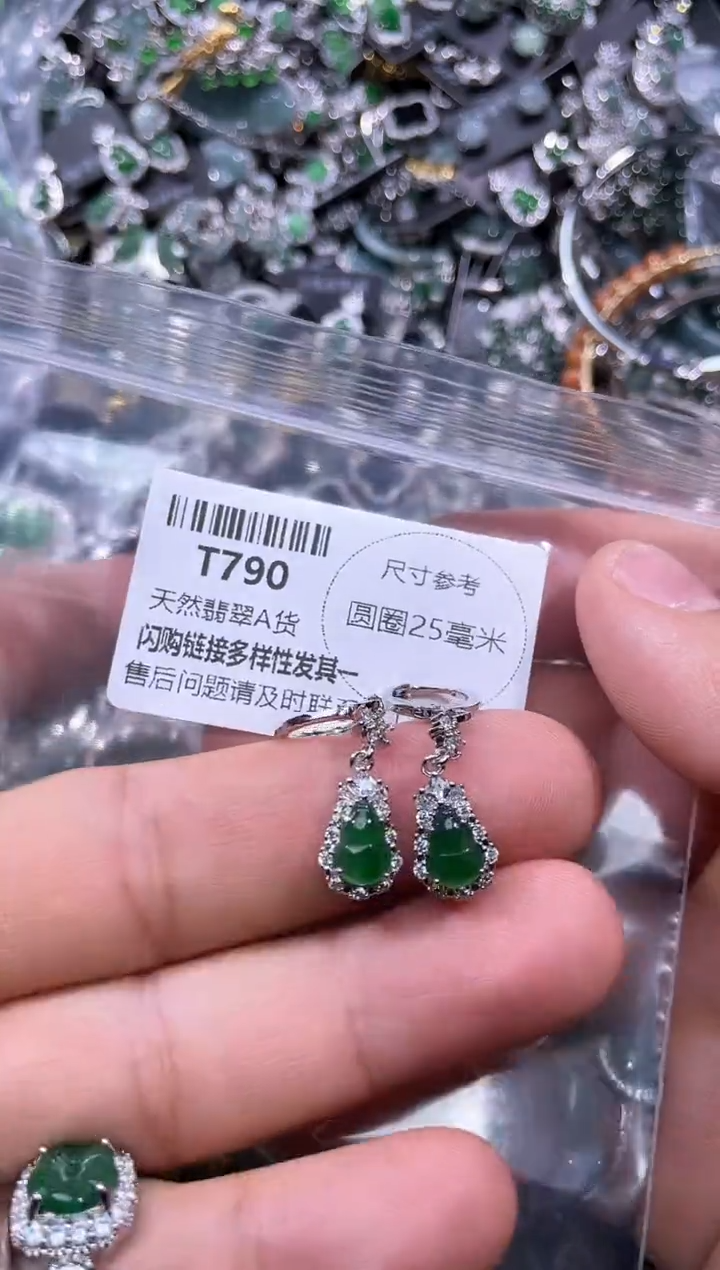 T790
天然翡翠A货
闪购链接多样性发其一
售后问题请及时联
尺寸参考
圆圈25毫米